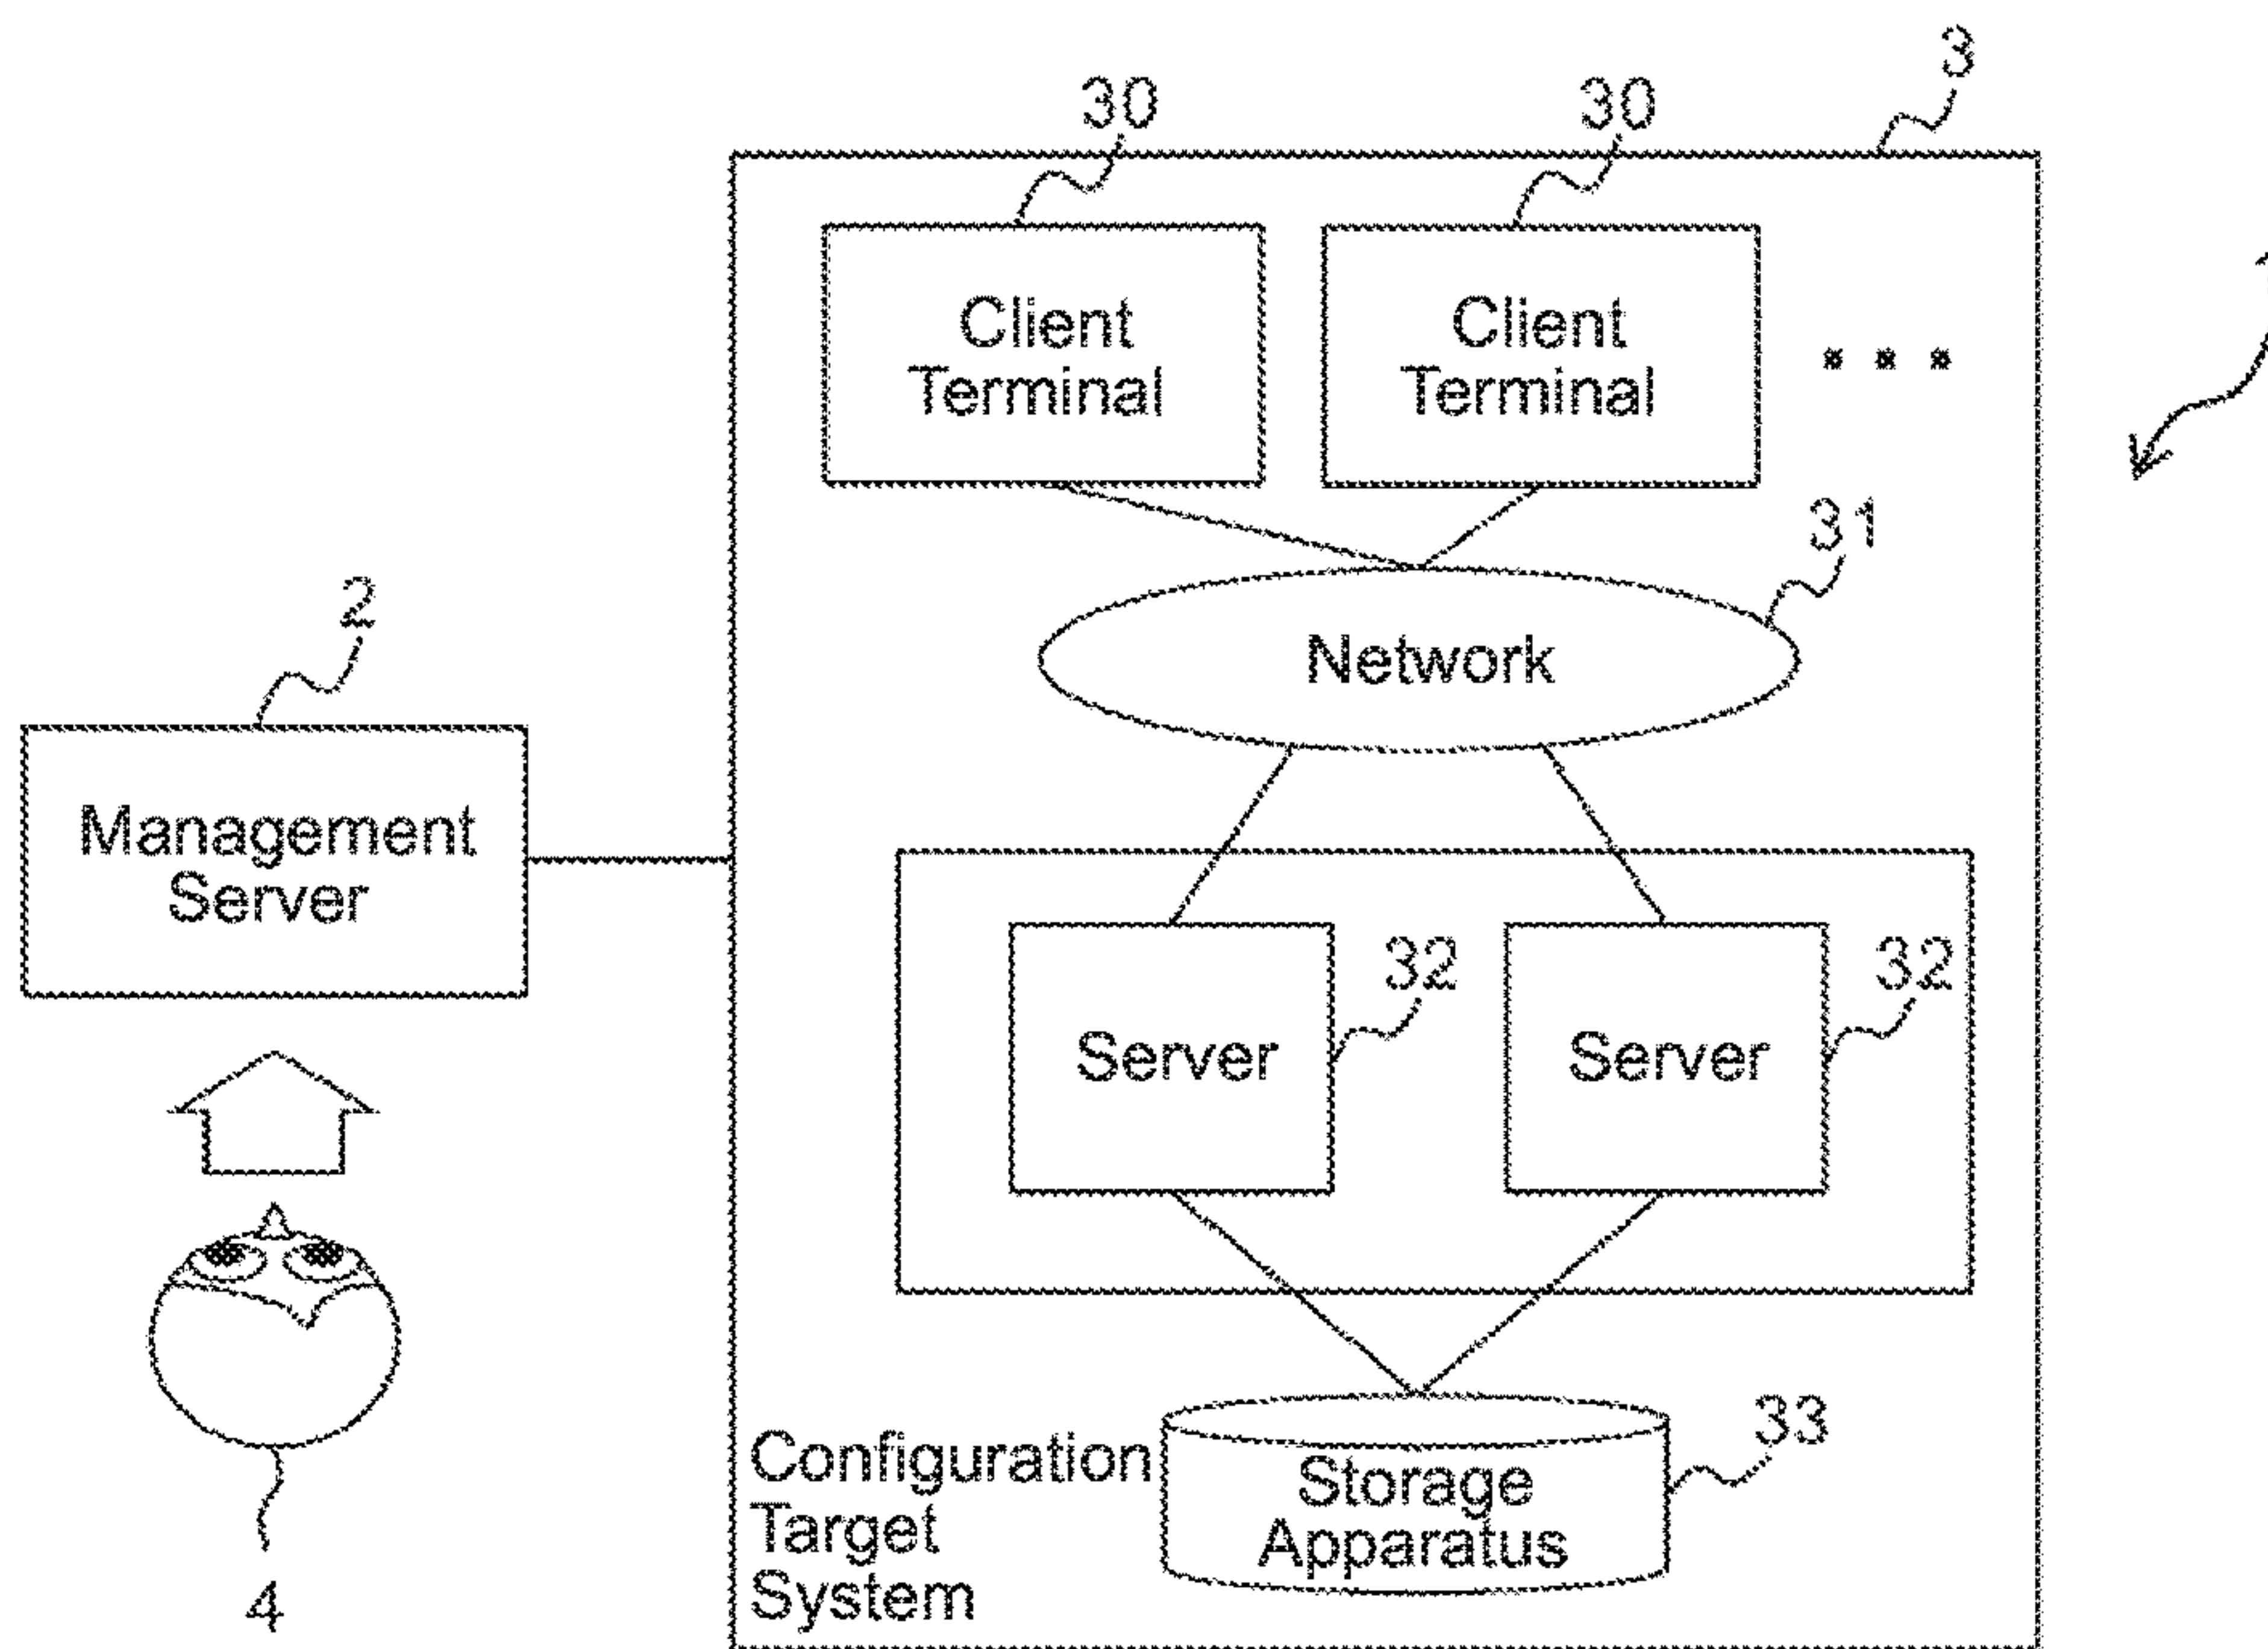 3
30
30
Client
Terminal
Client
Terminal
31
Network
2
Management
Server
32
32
Server
Server
33
Storage
Apparatus
Configuration
Target
System
4